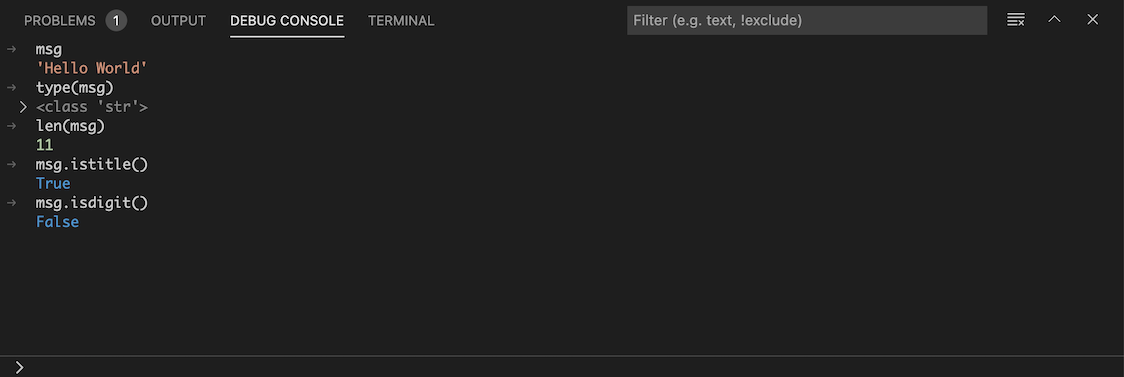 PROBLEMS 1 OUTPUT DEBUG CONSOLE TERMINAL Filter (e.g. text, !exclude)
msg
'Hello World'
type(msg)
<class 'str'>
len(msg)
11
msg.istitle()
True
msg.isdigit()
False